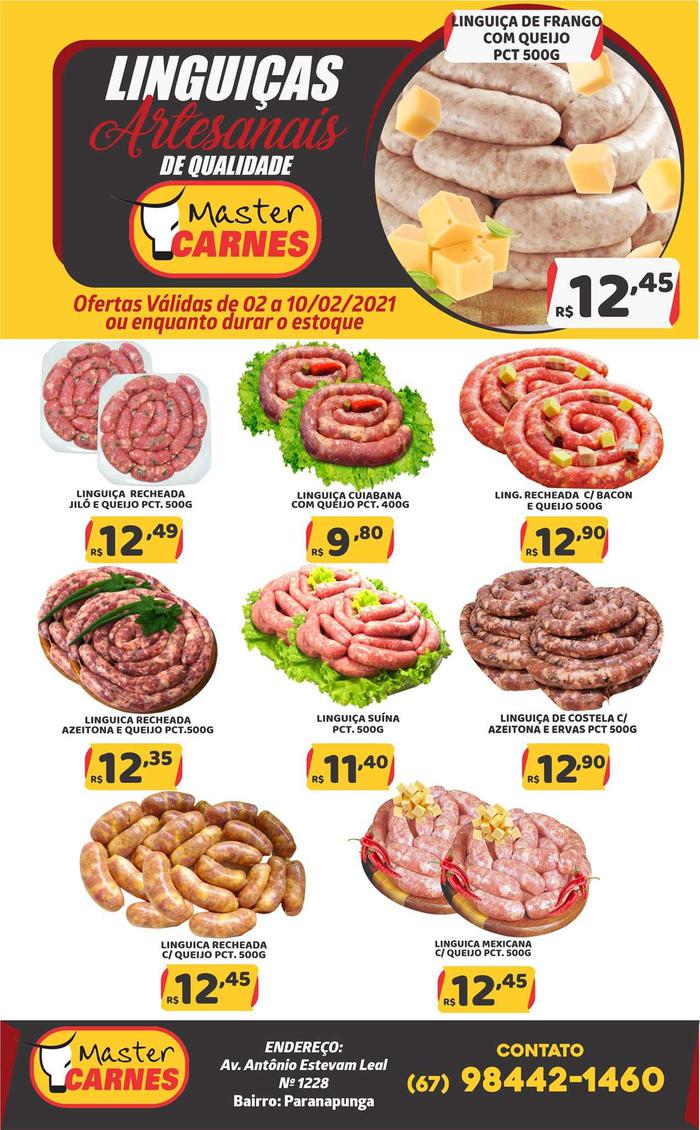 LINGUIÇAS
Artesanais
DE QUALIDADE
Master
CARNES
Ofertas Válidas de 02 a 10/02/2021
ou enquanto durar o estoque
LINGUIÇA DE FRANGO
COM QUEIJO
PCT 500G
R$ 12,45
LINGUIÇA RECHEADA
JILÓ E QUEIJO PCT. 500G
R$ 12,49
LINGUIÇA CUIABANA
COM QUEIJO PCT. 400G
R$ 9,80
LING. RECHEADA C/ BACON
E QUEIJO 500G
R$ 12,90
LINGUICA RECHEADA
AZEITONA E QUEIJO PCT.500G
R$ 12,35
LINGUIÇA SUÍNA
PCT. 500G
R$ 11,40
LINGUIÇA DE COSTELA C/
AZEITONA E ERVAS PCT 500G
R$ 12,90
LINGUICA RECHEADA
C/ QUEIJO PCT. 500G
R$ 12,45
LINGUICA MEXICANA
C/ QUEIJO PCT. 500G
R$ 12,45
Master
CARNES
ENDEREÇO:
Av. Antônio Estevam Leal
Nº 1228
Bairro: Paranapunga
CONTATO
(67) 98442-1460